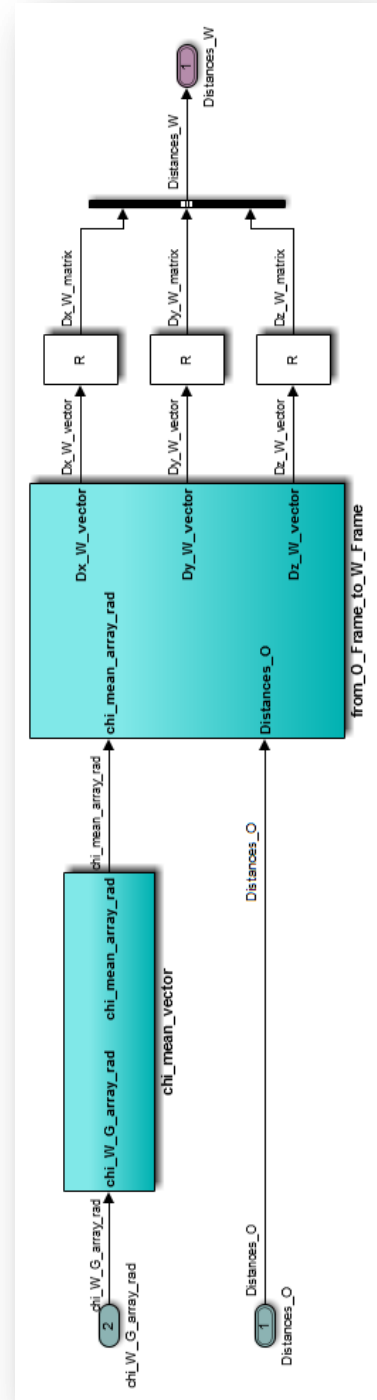 2
chi_W_G_array_rad
chi_W_G_array_rad
chi_W_G_array_rad
chi_mean_array_rad
chi_mean_vector
chi_mean_array_rad
1
Distances_O
Distances_O
Distances_O
chi_mean_array_rad
Distances_O
Dx_W_vector
Dy_W_vector
Dz_W_vector
from_O_Frame_to_W_Frame
Dx_W_vector
R
Dx_W_matrix
Dy_W_vector
R
Dy_W_matrix
Dz_W_vector
R
Dz_W_matrix
Distances_W
1
Distances_W